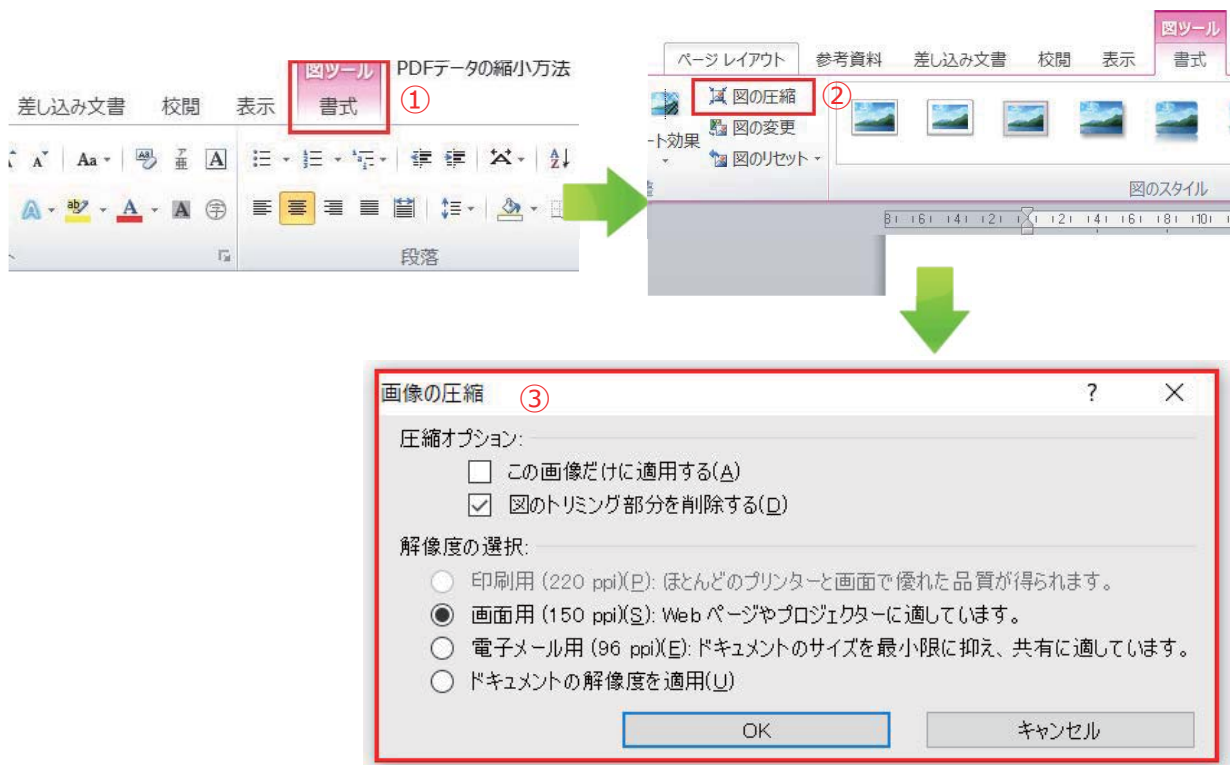 図ツール PDFデータの縮小方法
差し込み文書 校閲 表示 書式 ①
段落
図ツール
ページ レイアウト 参考資料 差し込み文書 校閲 表示 書式
図の圧縮 ②
図の変更
ート効果
図のリセット
図のスタイル
8 6 4 2 2 4 6 8 10
画像の圧縮 ③ ?
圧縮オプション:
この画像だけに適用する(A)
図のトリミング部分を削除する(D)
解像度の選択:
印刷用 (220 ppi)(P): ほとんどのプリンターと画面で優れた品質が得られます。
画面用 (150 ppi)(S): Web ページやプロジェクターに適しています。
電子メール用 (96 ppi)(E): ドキュメントのサイズを最小限に抑え、共有に適しています。
ドキュメントの解像度を適用(U)
OK キャンセル